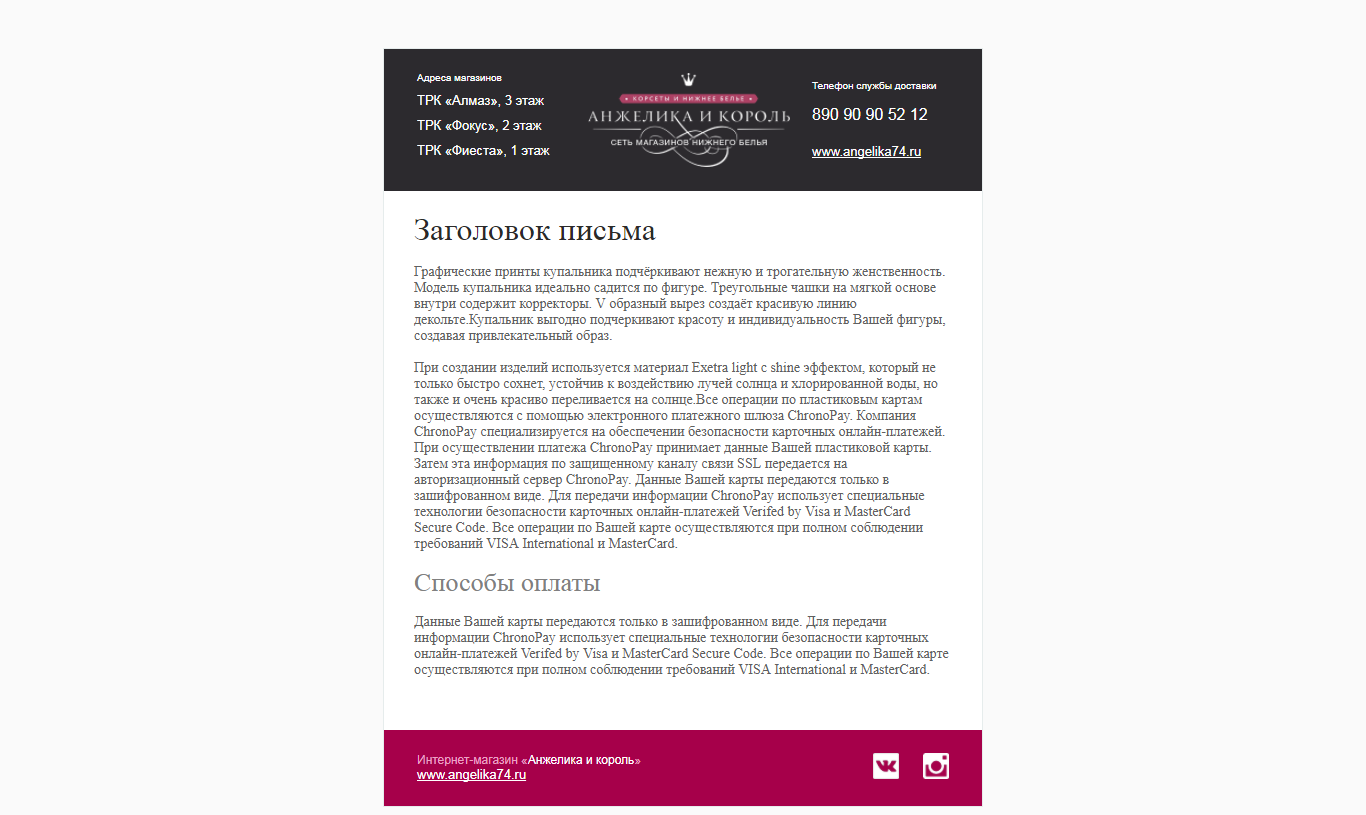 Адреса магазинов
ТРК «Алмаз», 3 этаж
ТРК «Фокус», 2 этаж
ТРК «Фиеста», 1 этаж
КОРСЕТЫ И НИЖНЕЕ БЕЛЬЕ
АНЖЕЛИКА И КОРОЛЬ
СЕТЬ МАГАЗИНОВ НИЖНЕГО БЕЛЬЯ
Телефон службы доставки
890 90 90 52 12
www.angelika74.ru
Заголовок письма
Графические принты купальника подчёркивают нежную и трогательную женственность.
Модель купальника идеально садится по фигуре. Треугольные чашки на мягкой основе
внутри содержит корректоры. V образный вырез создаёт красивую линию
декольте.Купальник выгодно подчеркивают красоту и индивидуальность Вашей фигуры,
создавая привлекательный образ.
При создании изделий используется материал Exetra light с shine эффектом, который не
только быстро сохнет, устойчив к воздействию лучей солнца и хлорированной воды, но
также и очень красиво переливается на солнце.Все операции по пластиковым картам
осуществляются с помощью электронного платежного шлюза ChronoPay. Компания
ChronoPay специализируется на обеспечении безопасности карточных онлайн-платежей.
При осуществлении платежа ChronoPay принимает данные Вашей пластиковой карты.
Затем эта информация по защищенному каналу связи SSL передается на
авторизационный сервер ChronoPay. Данные Вашей карты передаются только в
зашифрованном виде. Для передачи информации ChronoPay использует специальные
технологии безопасности карточных онлайн-платежей Verifed by Visa и MasterCard
Secure Code. Все операции по Вашей карте осуществляются при полном соблюдении
требований VISA International и MasterCard.
Способы оплаты
Данные Вашей карты передаются только в зашифрованном виде. Для передачи
информации ChronoPay использует специальные технологии безопасности карточных
онлайн-платежей Verifed by Visa и MasterCard Secure Code. Все операции по Вашей карте
осуществляются при полном соблюдении требований VISA International и MasterCard.
Интернет-магазин «Анжелика и король»
www.angelika74.ru